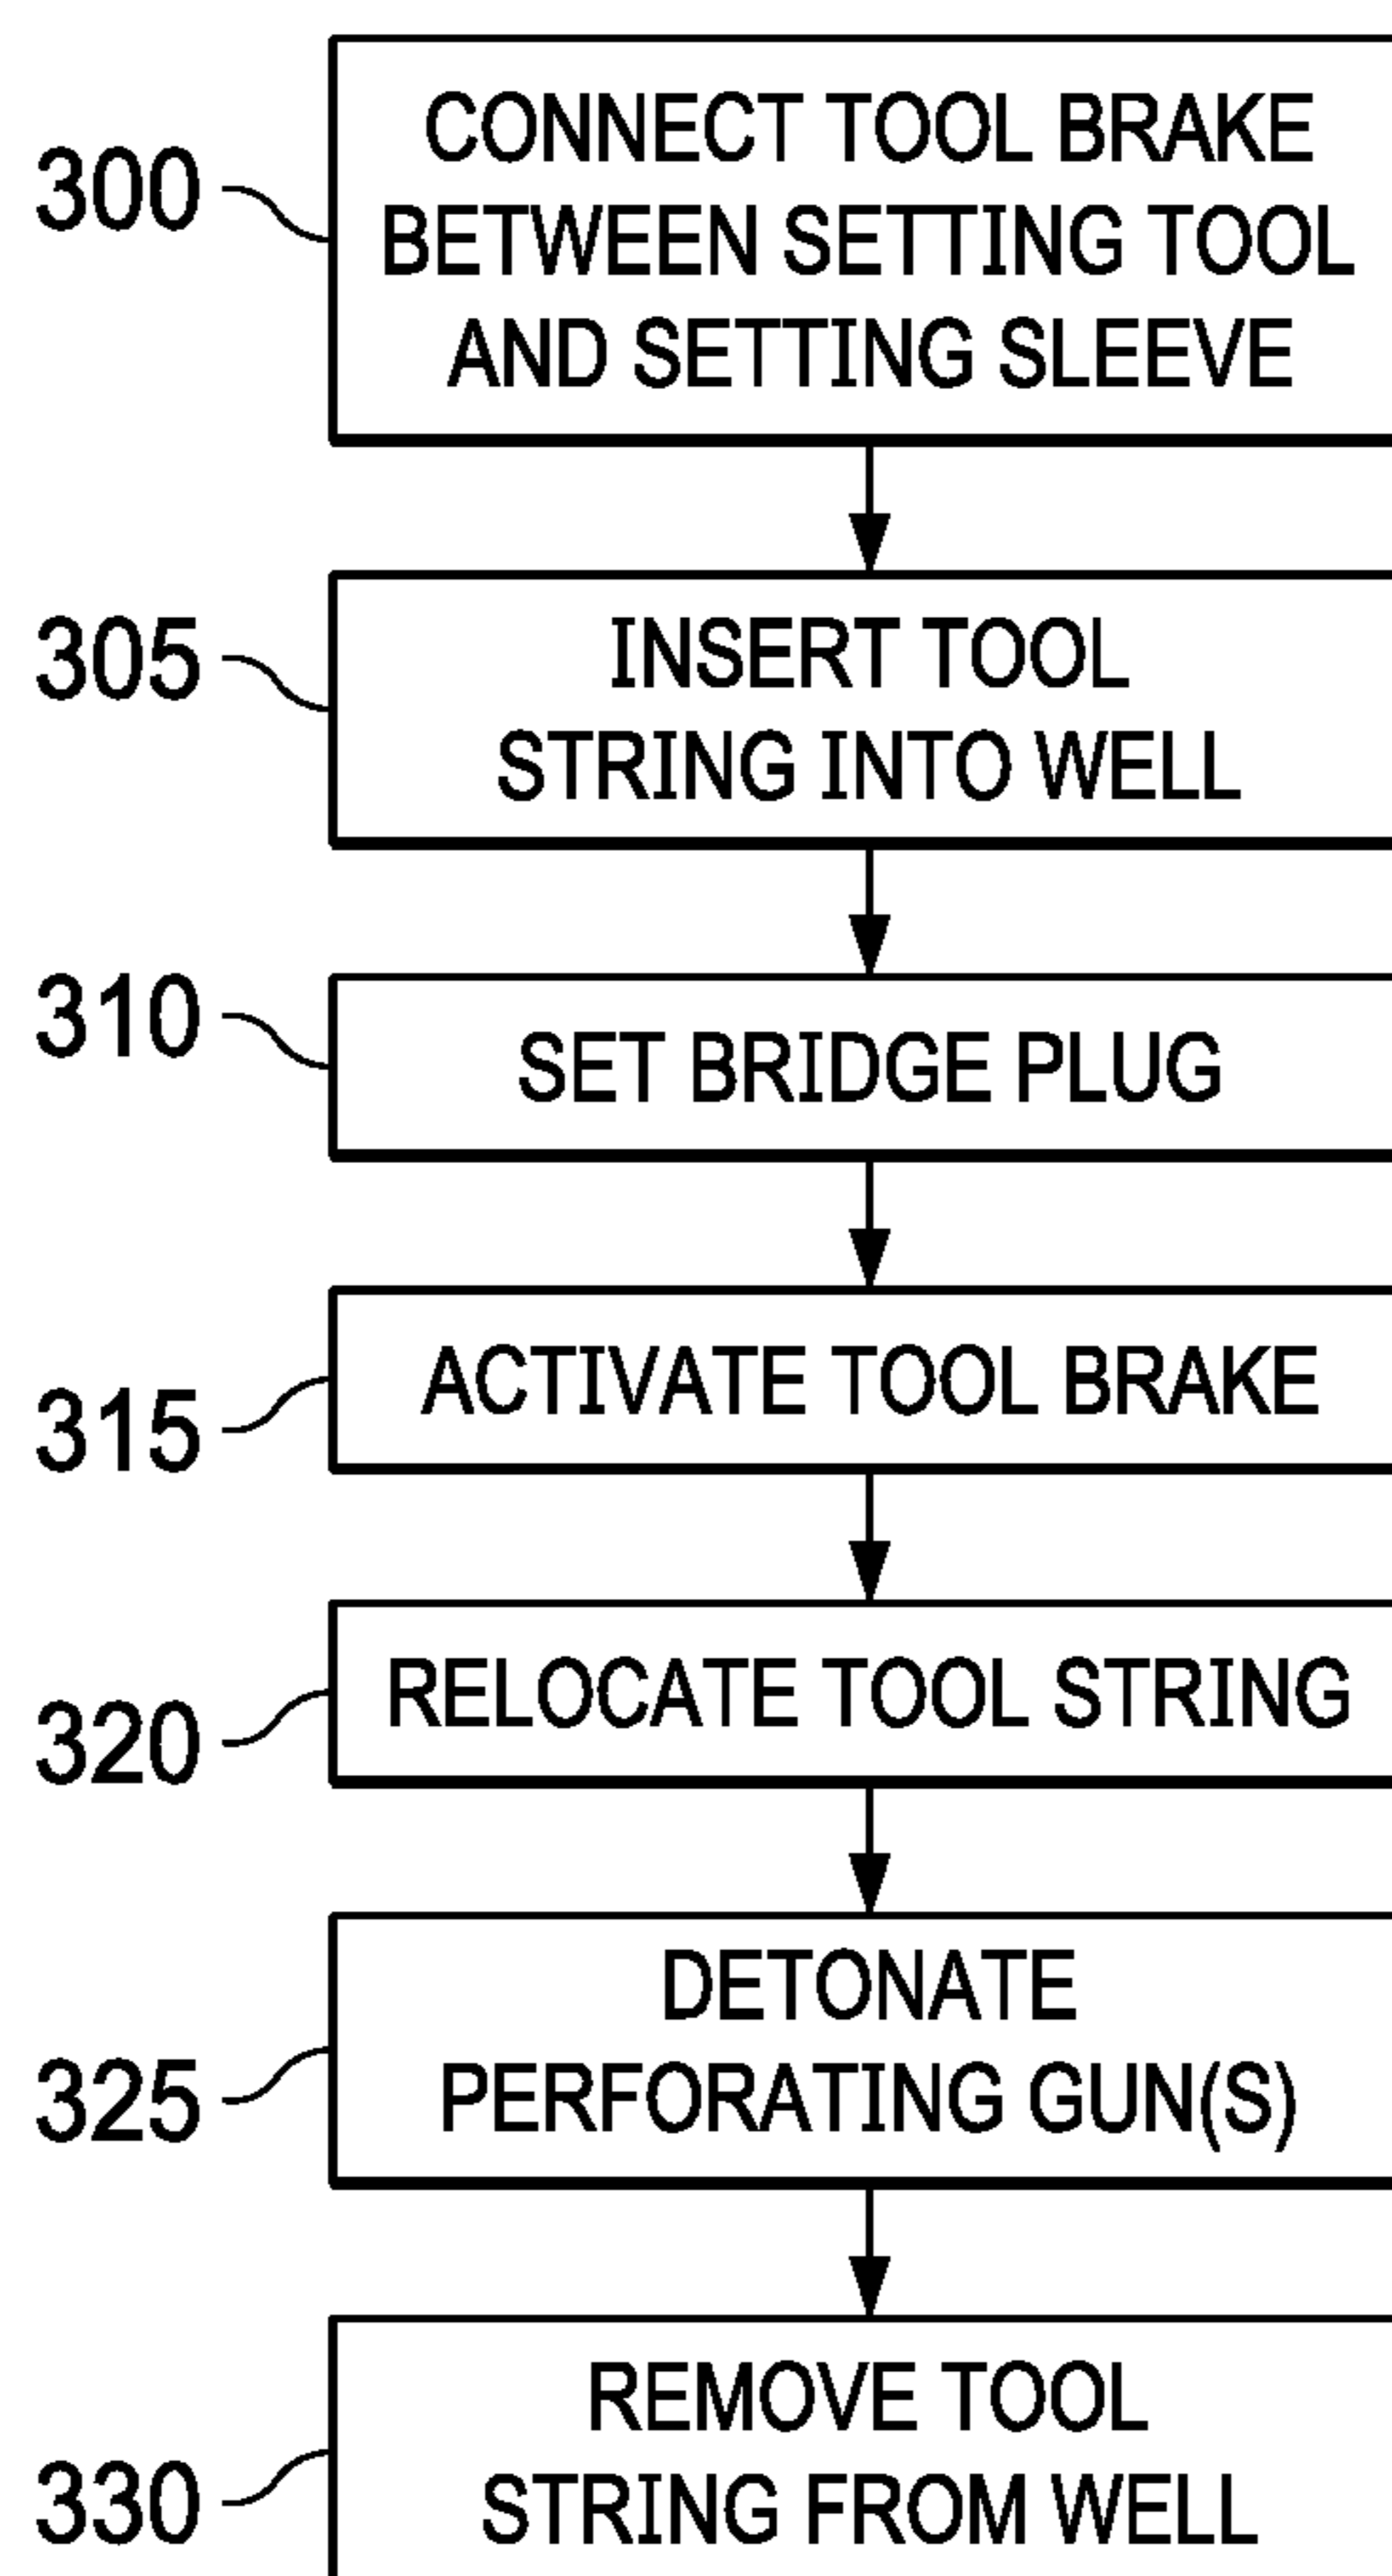 300
CONNECT TOOL BRAKE
BETWEEN SETTING TOOL
AND SETTING SLEEVE
305
INSERT TOOL
STRING INTO WELL
310
SET BRIDGE PLUG
315
ACTIVATE TOOL BRAKE
320
RELOCATE TOOL STRING
325
DETONATE
PERFORATING GUN(S)
330
REMOVE TOOL
STRING FROM WELL